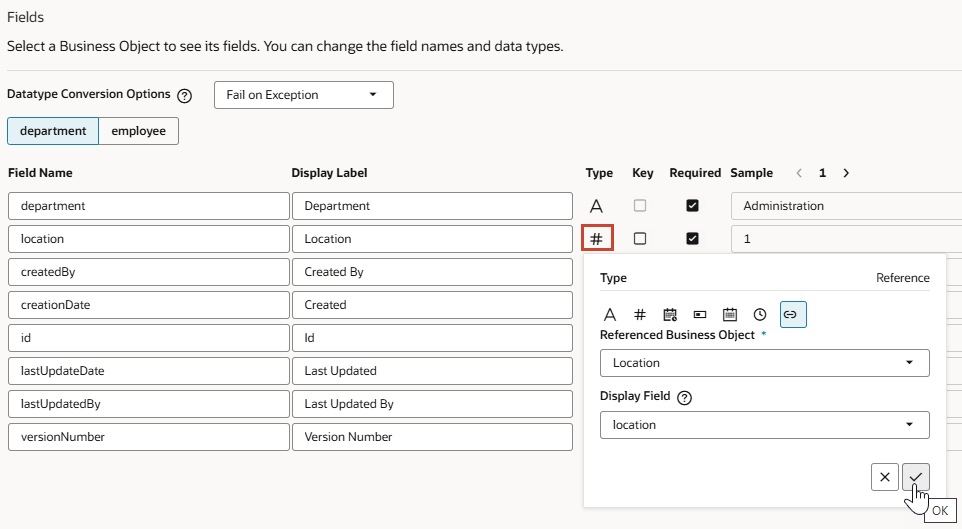 Fields
Select a Business Object to see its fields. You can change the field names and data types.
Datatype Conversion Options ? Fail on Exception
department employee
Field Name Display Label Type Key Required Sample < 1 >
department Department A Administration
location Location # 1
createdBy Created By
creationDate Created
id Id
lastUpdateDate Last Updated
lastUpdatedBy Last Updated By
versionNumber Version Number
Type Reference
A #
Referenced Business Object *
Location
Display Field ?
location
OK